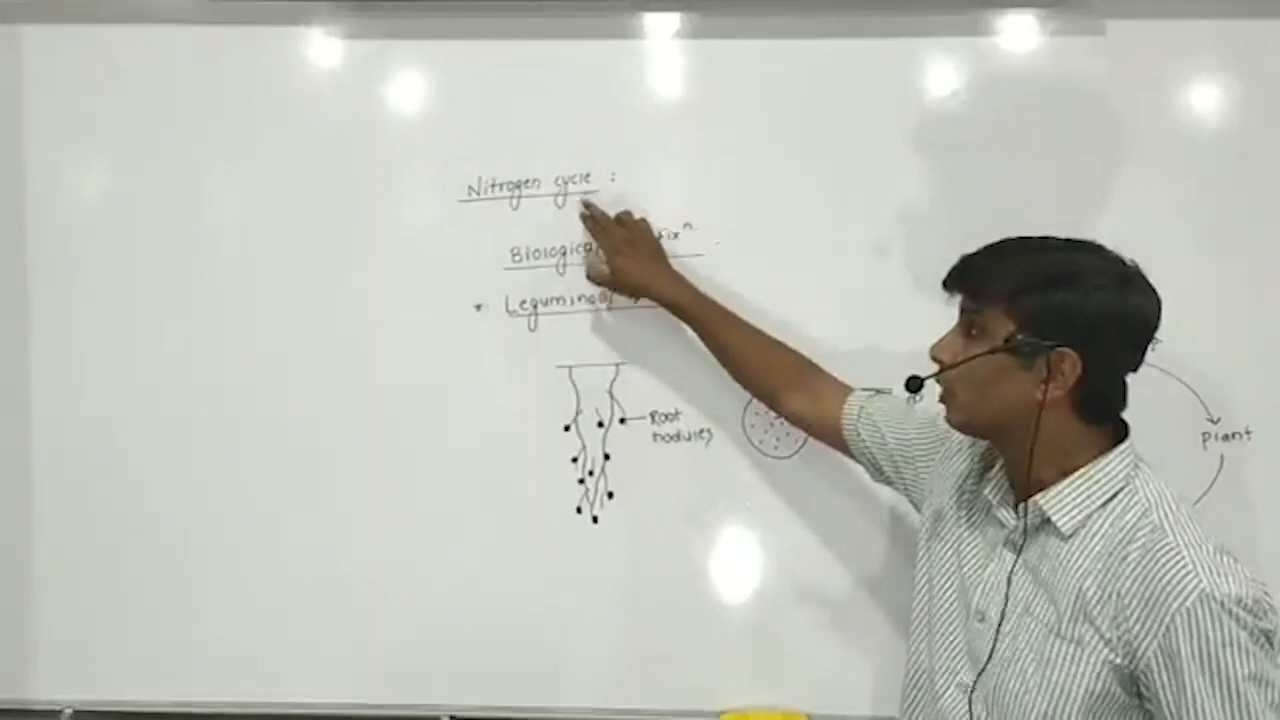 Nitrogen cycle :
Biological fixⁿ
* Leguminous
Root
nodules
plant